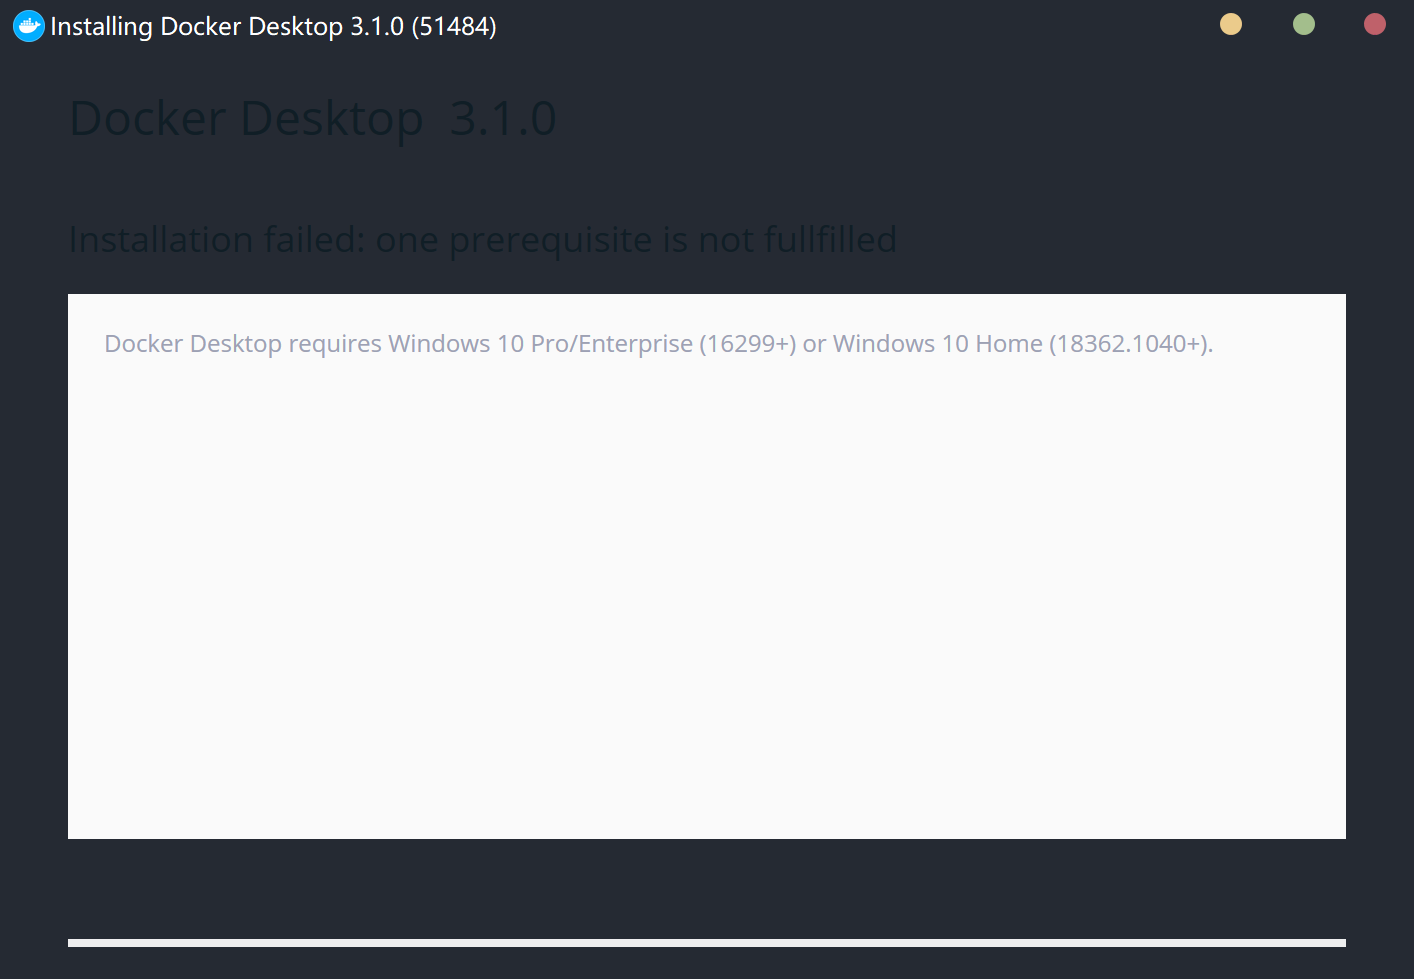 Installing Docker Desktop 3.1.0 (51484)
Docker Desktop 3.1.0
Installation failed: one prerequisite is not fullfilled
Docker Desktop requires Windows 10 Pro/Enterprise (16299+) or Windows 10 Home (18362.1040+).